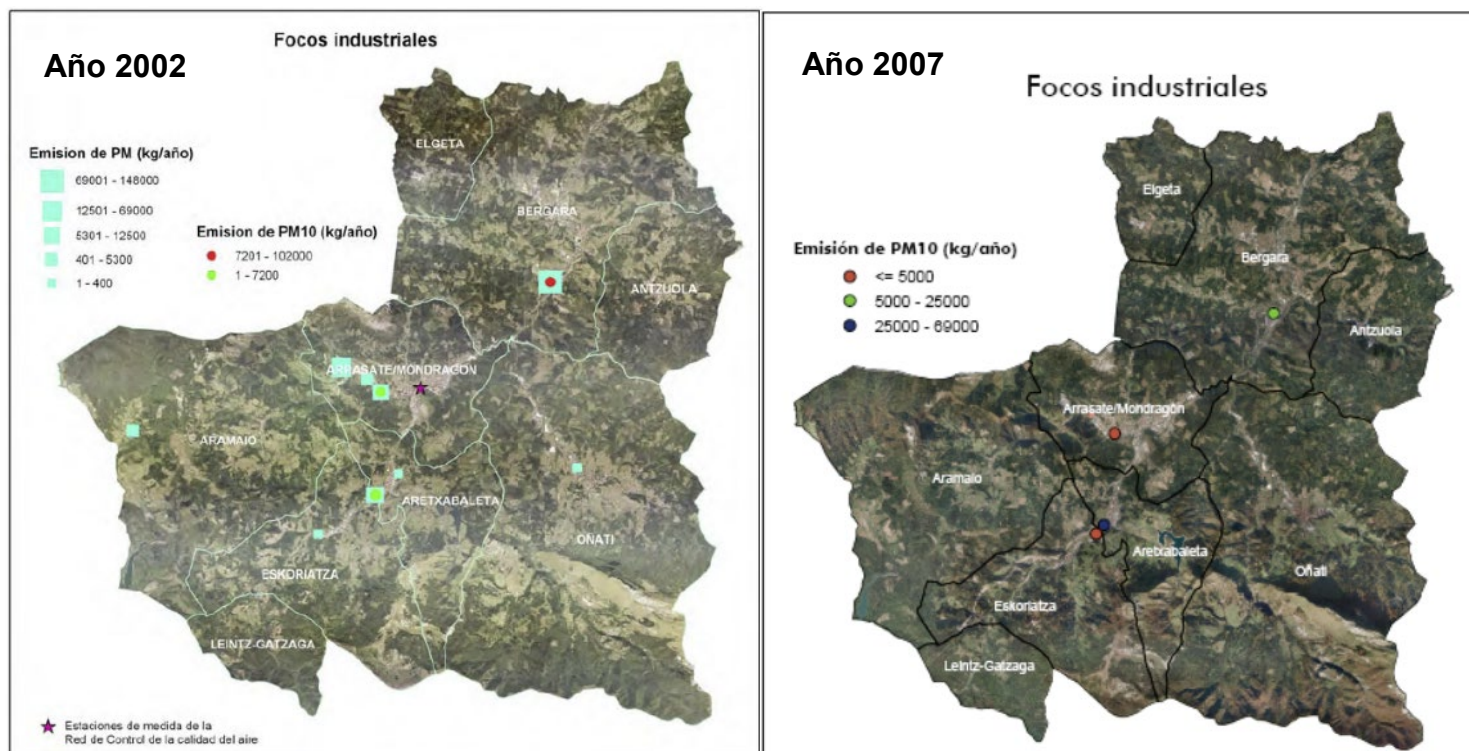 Focos industriales
Año 2002
Emision de PM (kg/año)
69001 - 148000
12501 - 69000
5301 - 12500
401 - 5300
1 - 400
Emision de PM10 (kg/año)
7201 - 102000
1 - 7200
ELGETA
BERGARA
ANTZUOLA
ARRASATE/MONDRAGON
ARAMAIO
ARETXABALETA
OÑATI
ESKORIATZA
LEINTZ-GATZAGA
Estaciones de medida de la
Red de Control de la calidad del aire
Año 2007
Focos industriales
Emisión de PM10 (kg/año)
<= 5000
5000 - 25000
25000 - 69000
Elgeta
Bergara
Antzuola
Arrasate/Mondragón
Aramaio
Aretxabaleta
Oñati
Eskoriatza
Leintz-Gatzaga